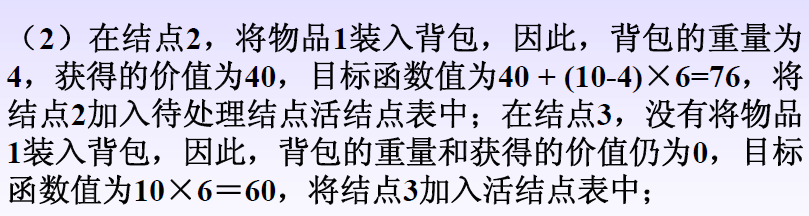 （2）在结点2，将物品1装入背包，因此，背包的重量为
4，获得的价值为40，目标函数值为40 + (10-4)×6=76，将
结点2加入待处理结点活结点表中；在结点3，没有将物品
1装入背包，因此，背包的重量和获得的价值仍为0，目标
函数值为10×6＝60，将结点3加入活结点表中；